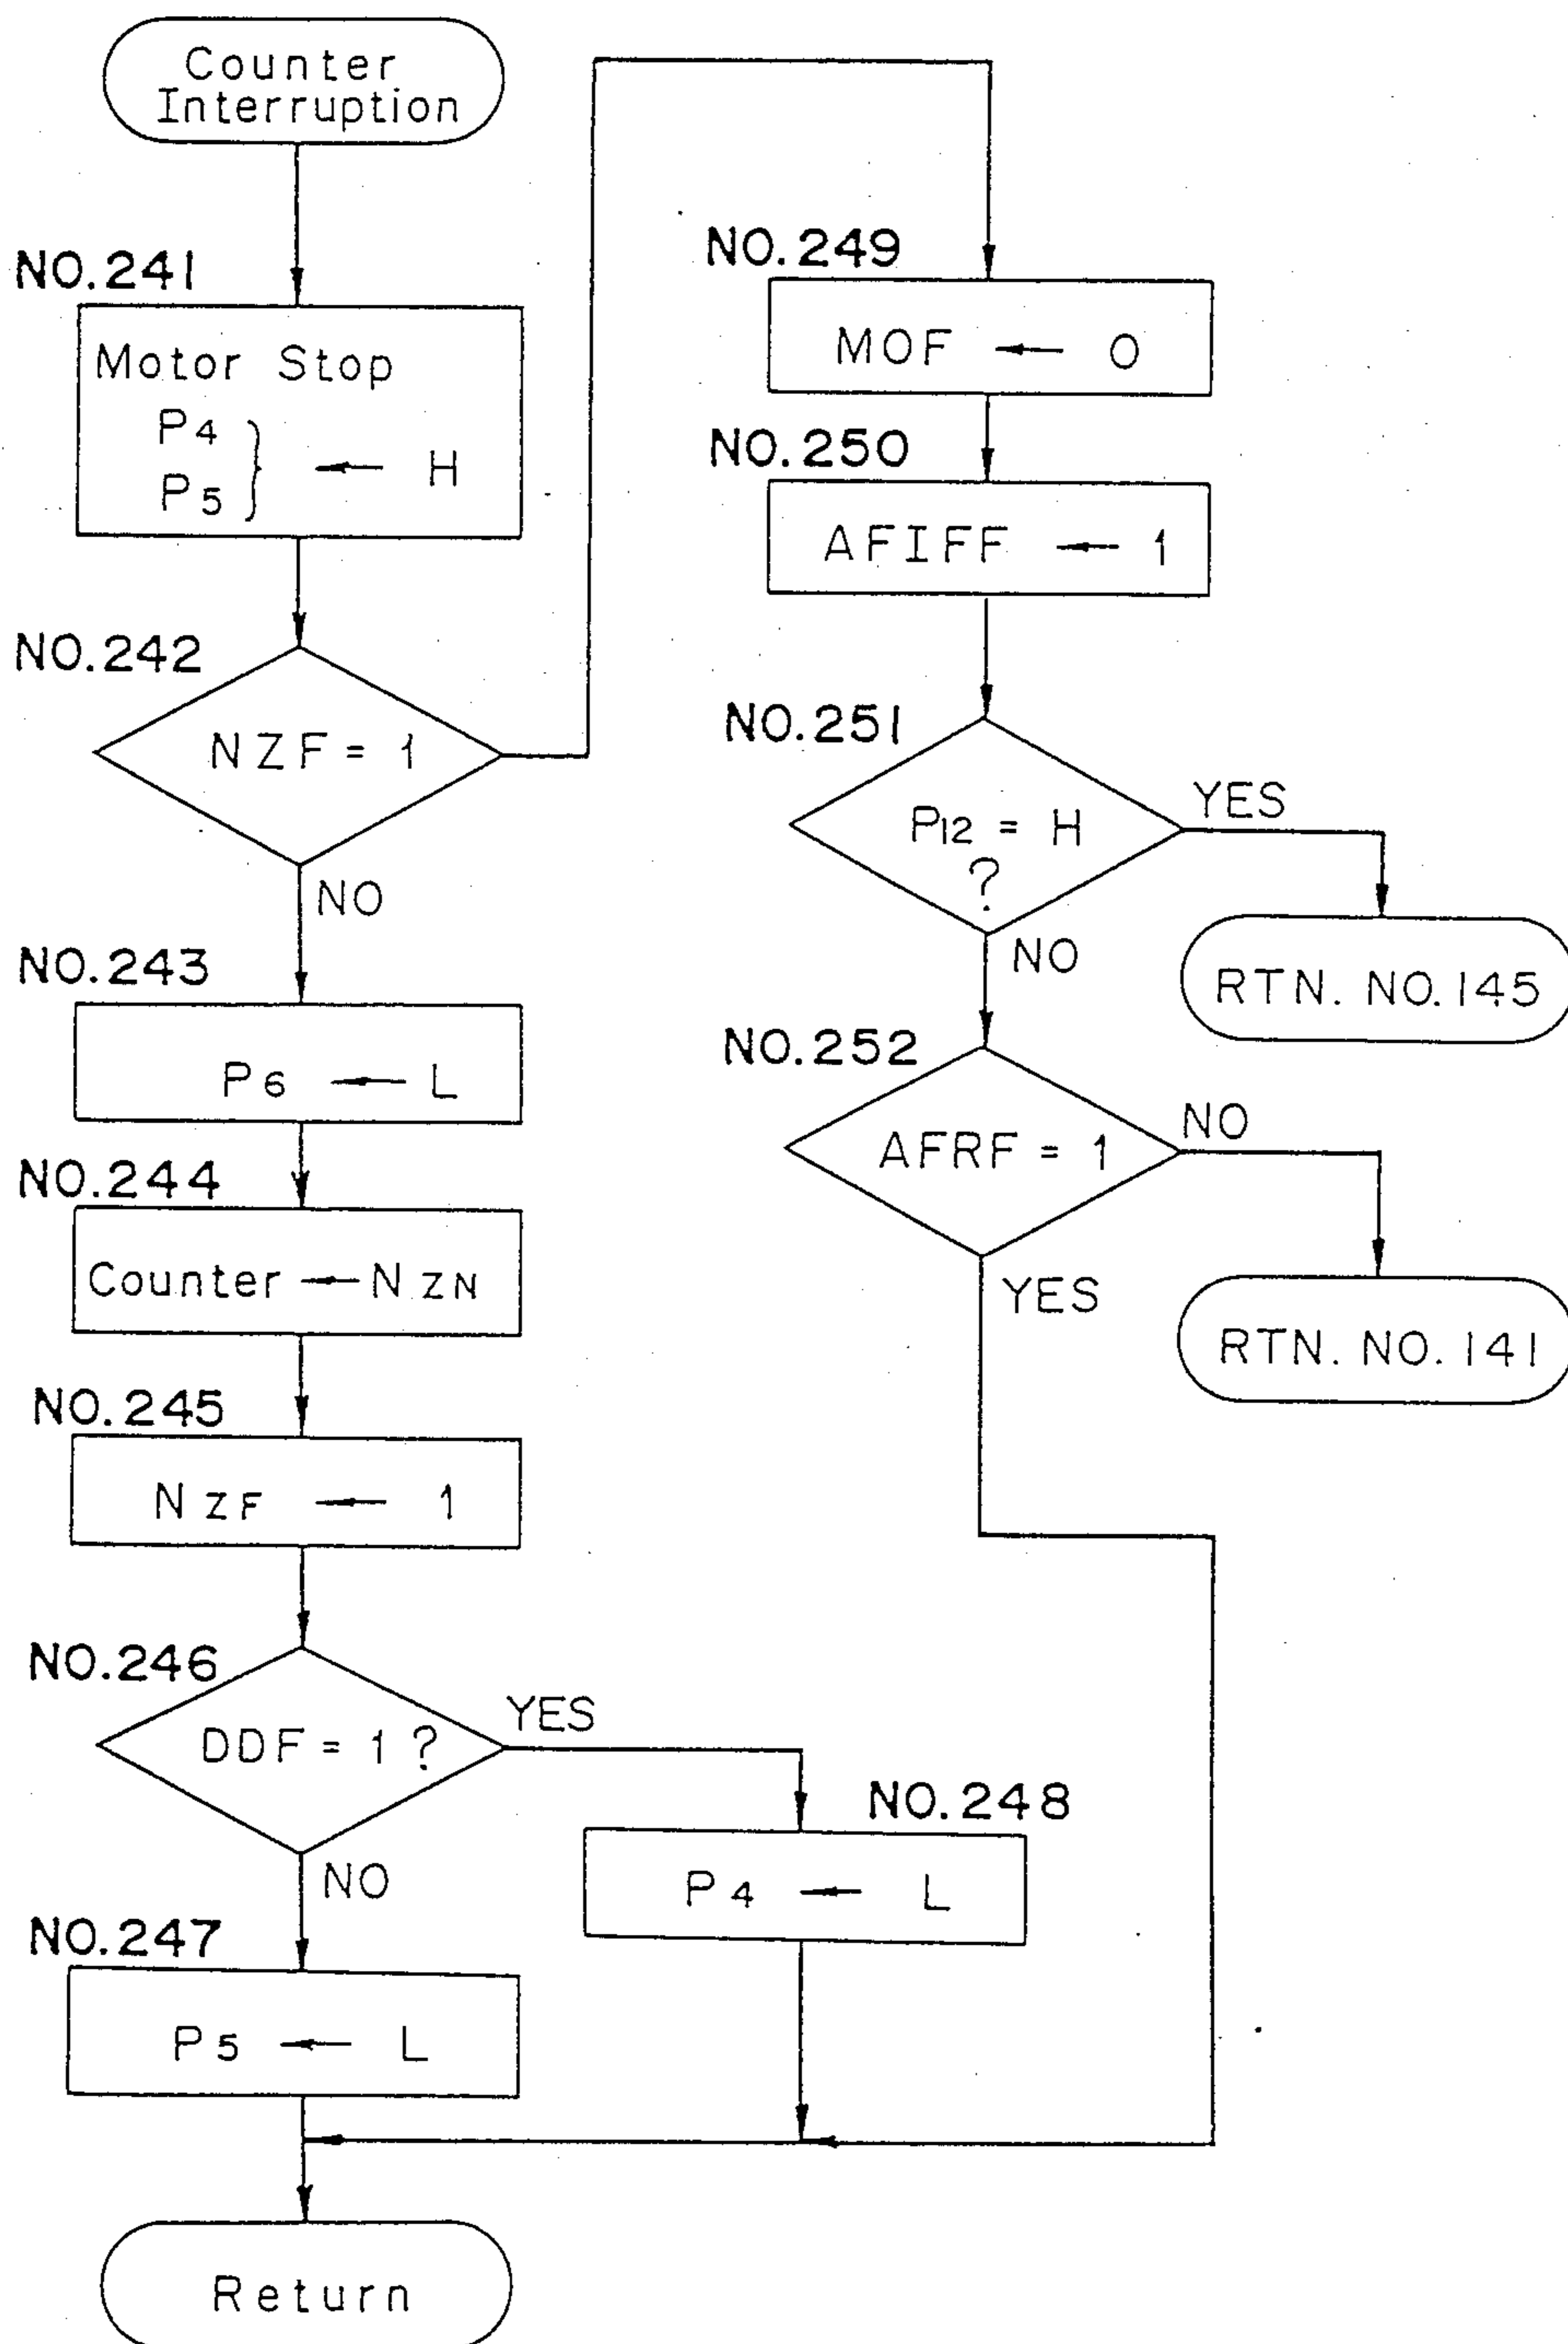 Counter
Interruption
NO.241
Motor Stop
P4
P5 } ← H
NO.242
NZF = 1
NO
NO.243
P6 ← L
NO.244
Counter ← NZN
NO.245
NZF ← 1
NO.246
DDF = 1 ?
YES
NO
NO.247
P5 ← L
NO.248
P4 ← L
Return
NO.249
MOF ← 0
NO.250
AFIFF ← 1
NO.251
P12 = H
?
YES
RTN. NO.145
NO
NO.252
AFRF = 1
NO
RTN. NO.141
YES